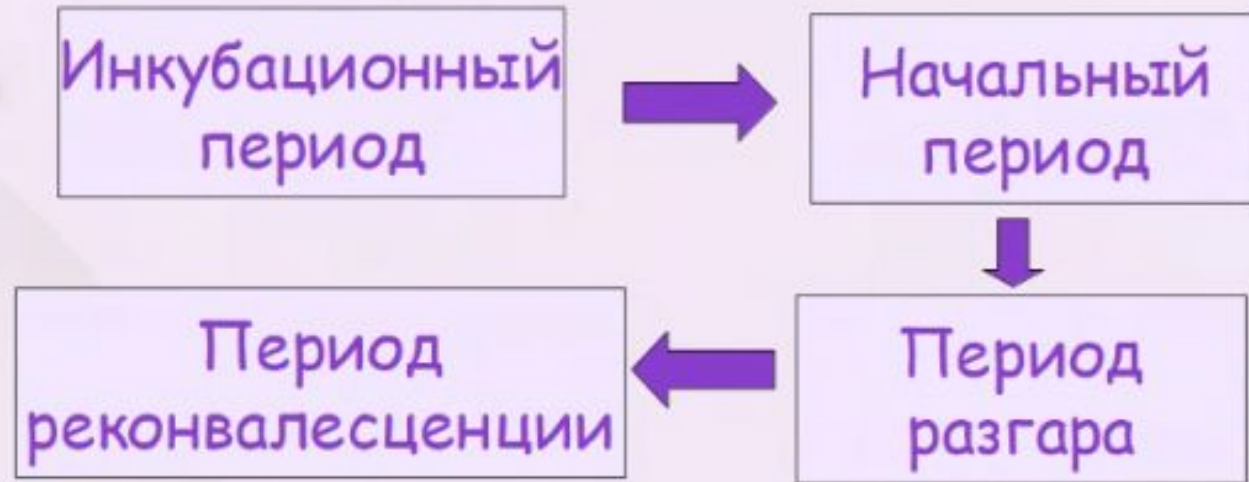 Инкубационный
период
Начальный
период
Период
разгара
Период
реконвалесценции